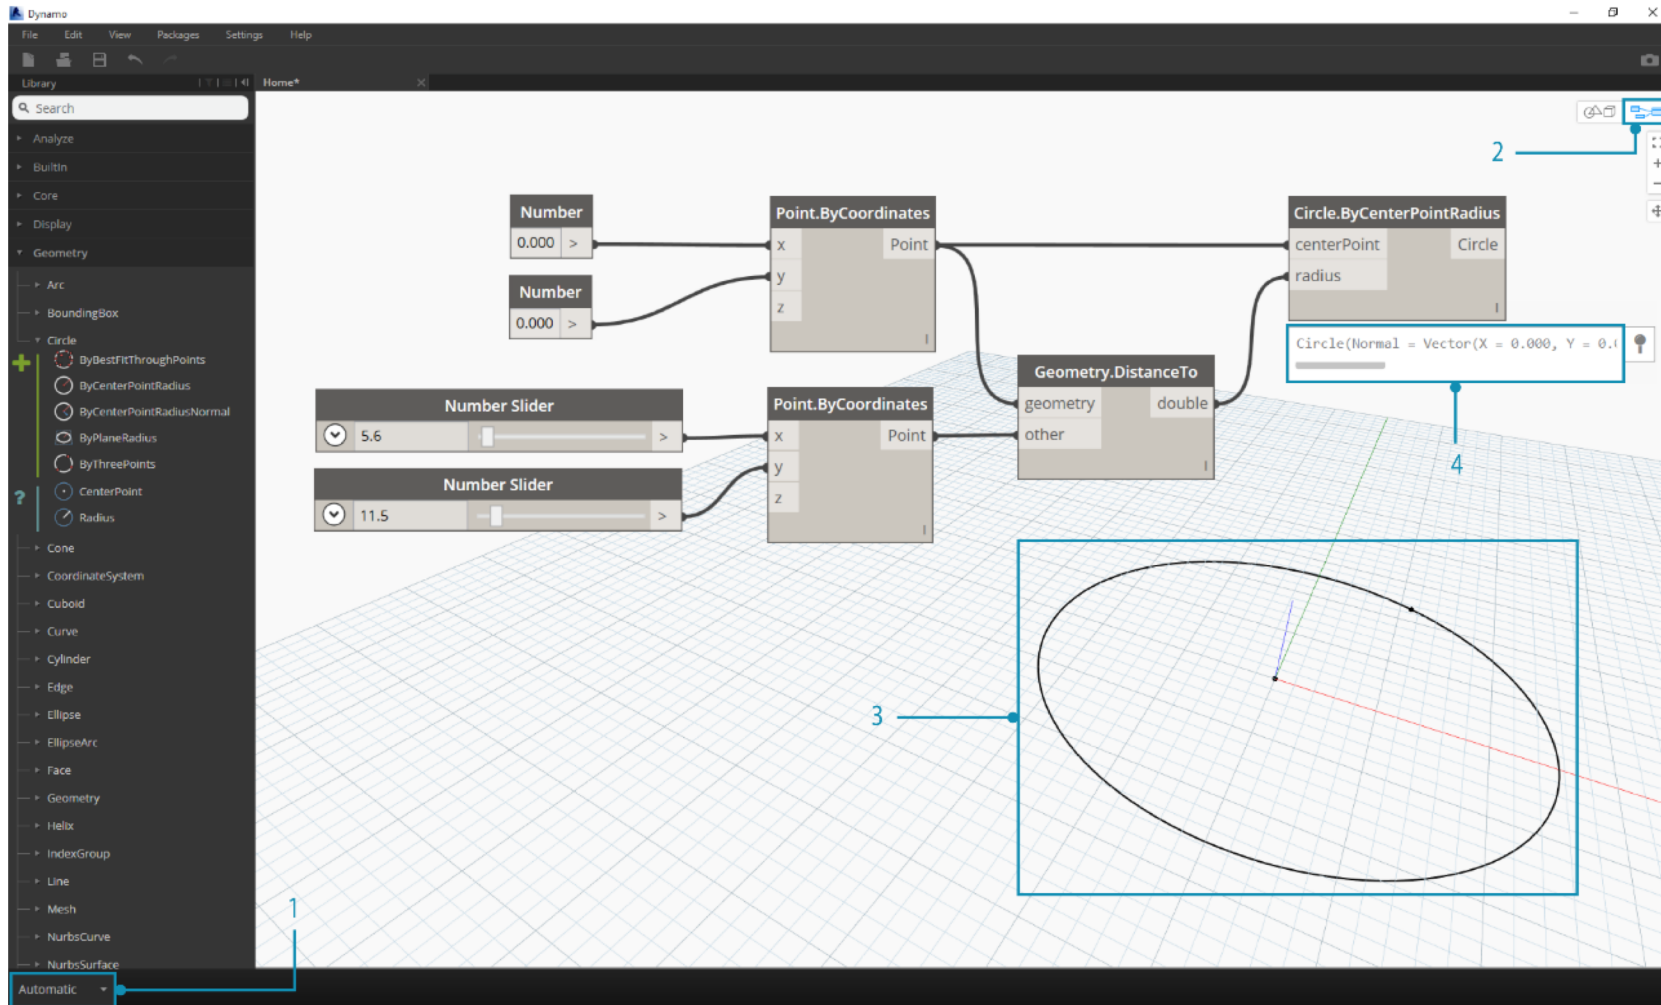 Dynamo
File Edit View Packages Settings Help
Library
Home*
Search
Analyze
BuiltIn
Core
Display
Geometry
Arc
BoundingBox
Circle
ByBestFitThroughPoints
ByCenterPointRadius
ByCenterPointRadiusNormal
ByPlaneRadius
ByThreePoints
CenterPoint
Radius
Cone
CoordinateSystem
Cuboid
Curve
Cylinder
Edge
Ellipse
EllipseArc
Face
Geometry
Helix
IndexGroup
Line
Mesh
NurbsCurve
NurbsSurface
Automatic
1
2
Number
0.000 >
Number
0.000 >
Number Slider
5.6 >
Number Slider
11.5 >
Point.ByCoordinates
x Point
y
z
Point.ByCoordinates
x Point
y
z
Geometry.DistanceTo
geometry double
other
Circle.ByCenterPointRadius
centerPoint Circle
radius
Circle(Normal = Vector(X = 0.000, Y = 0.
4
3